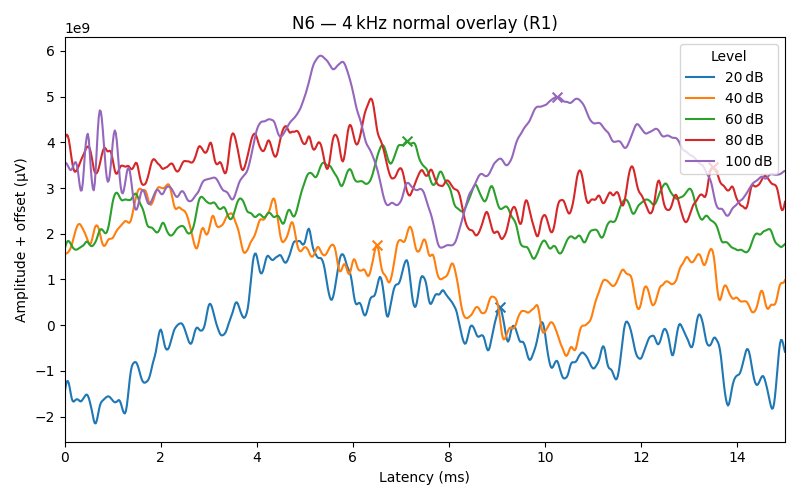 N6 — 4 kHz normal overlay (R1)
1e9
Amplitude + offset (µV)
6
5
4
3
2
1
0
−1
−2
0 2 4 6 8 10 12 14
Latency (ms)
Level
20 dB
40 dB
60 dB
80 dB
100 dB